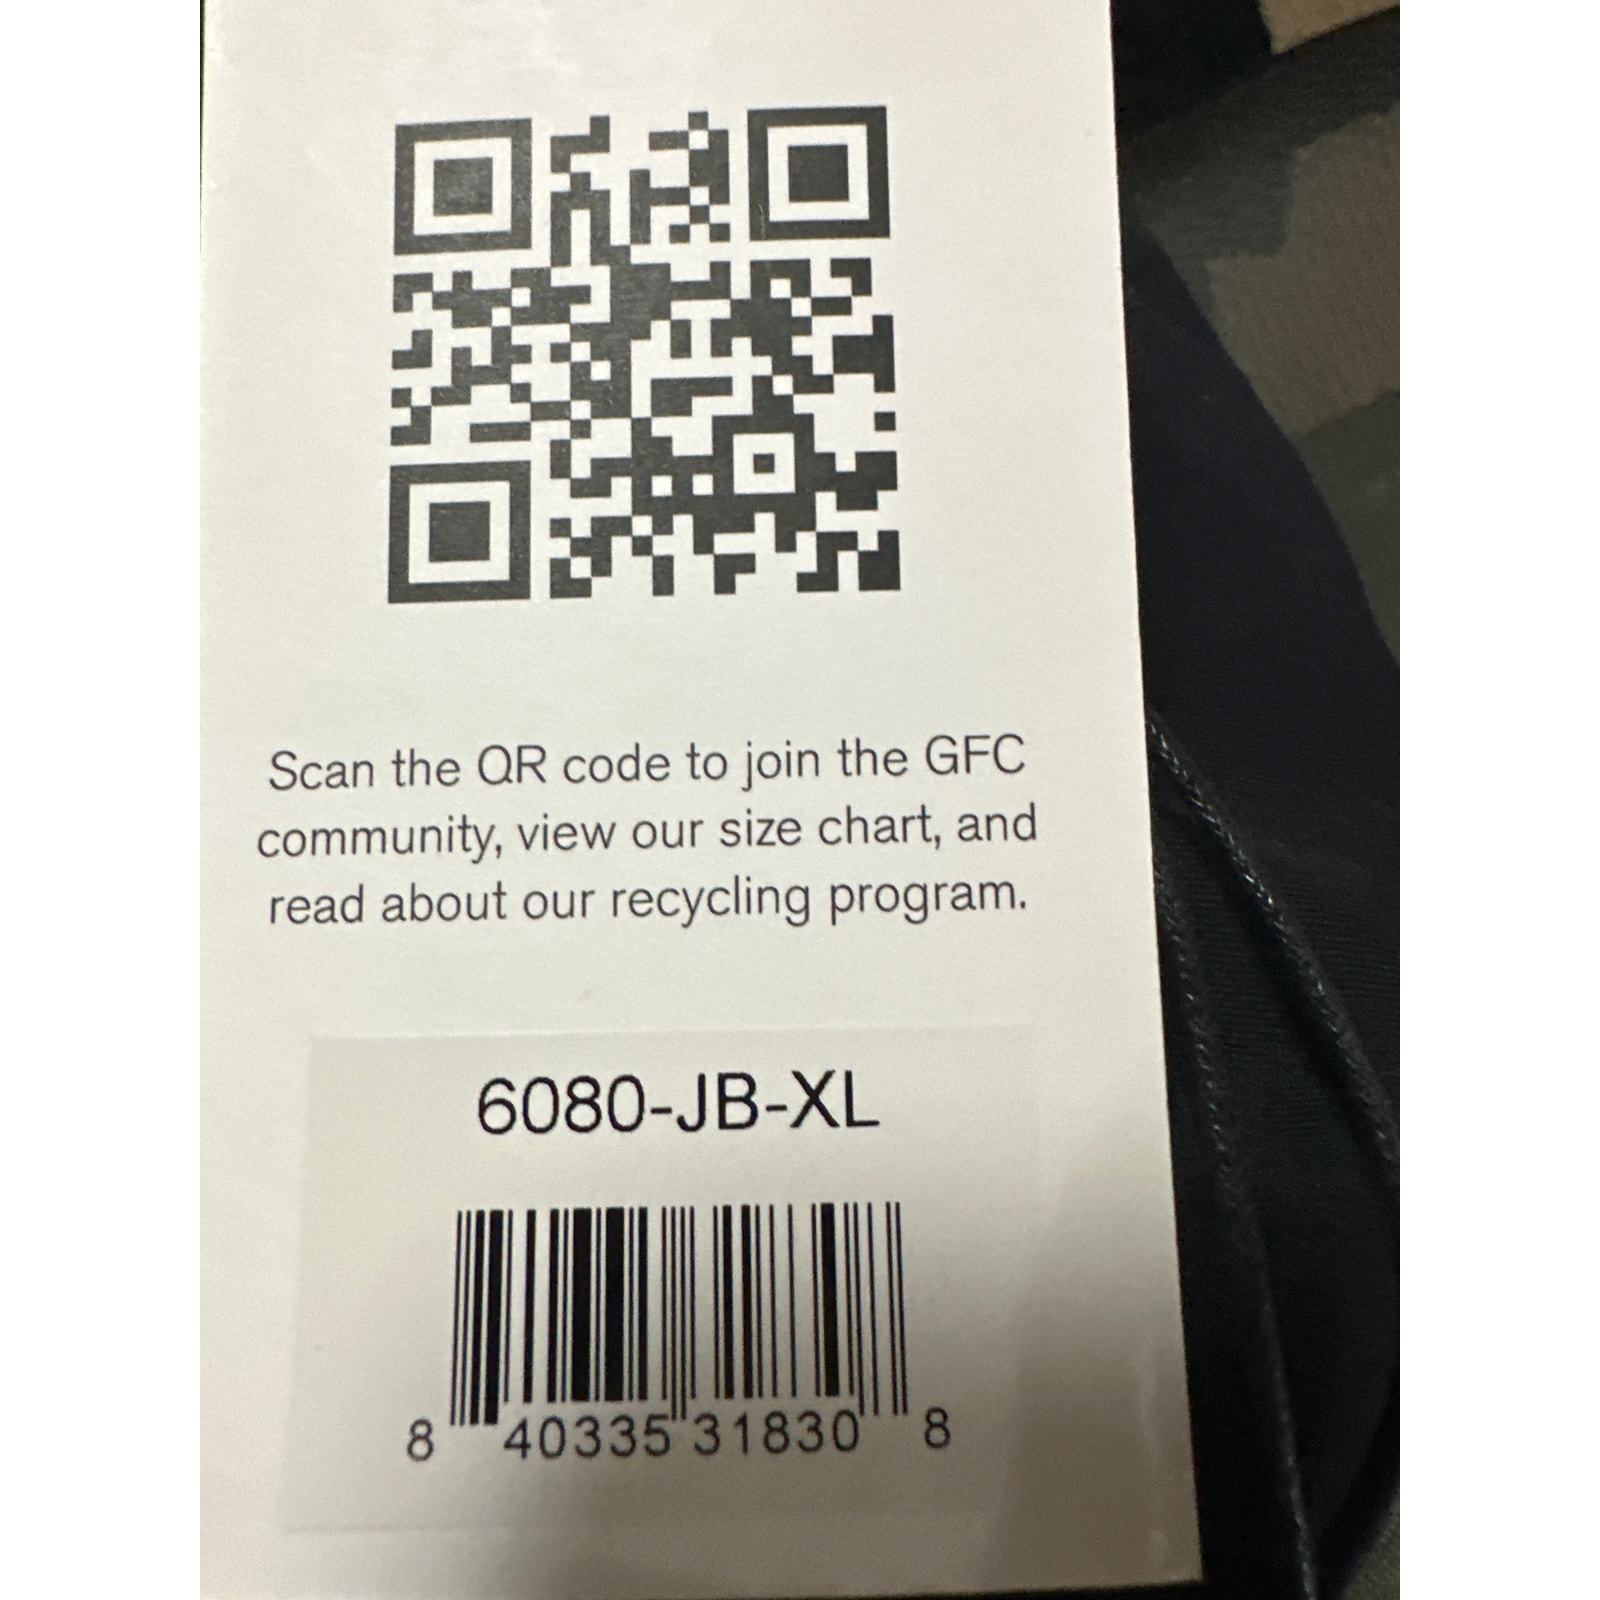 Scan the QR code to join the GFC
community, view our size chart, and
read about our recycling program.
6080-JB-XL
8 40335 31830 8